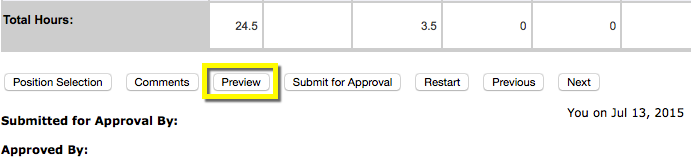 Total Hours: 24.5 3.5 0 0
Position Selection Comments Preview Submit for Approval Restart Previous Next
You on Jul 13, 2015
Submitted for Approval By:
Approved By: